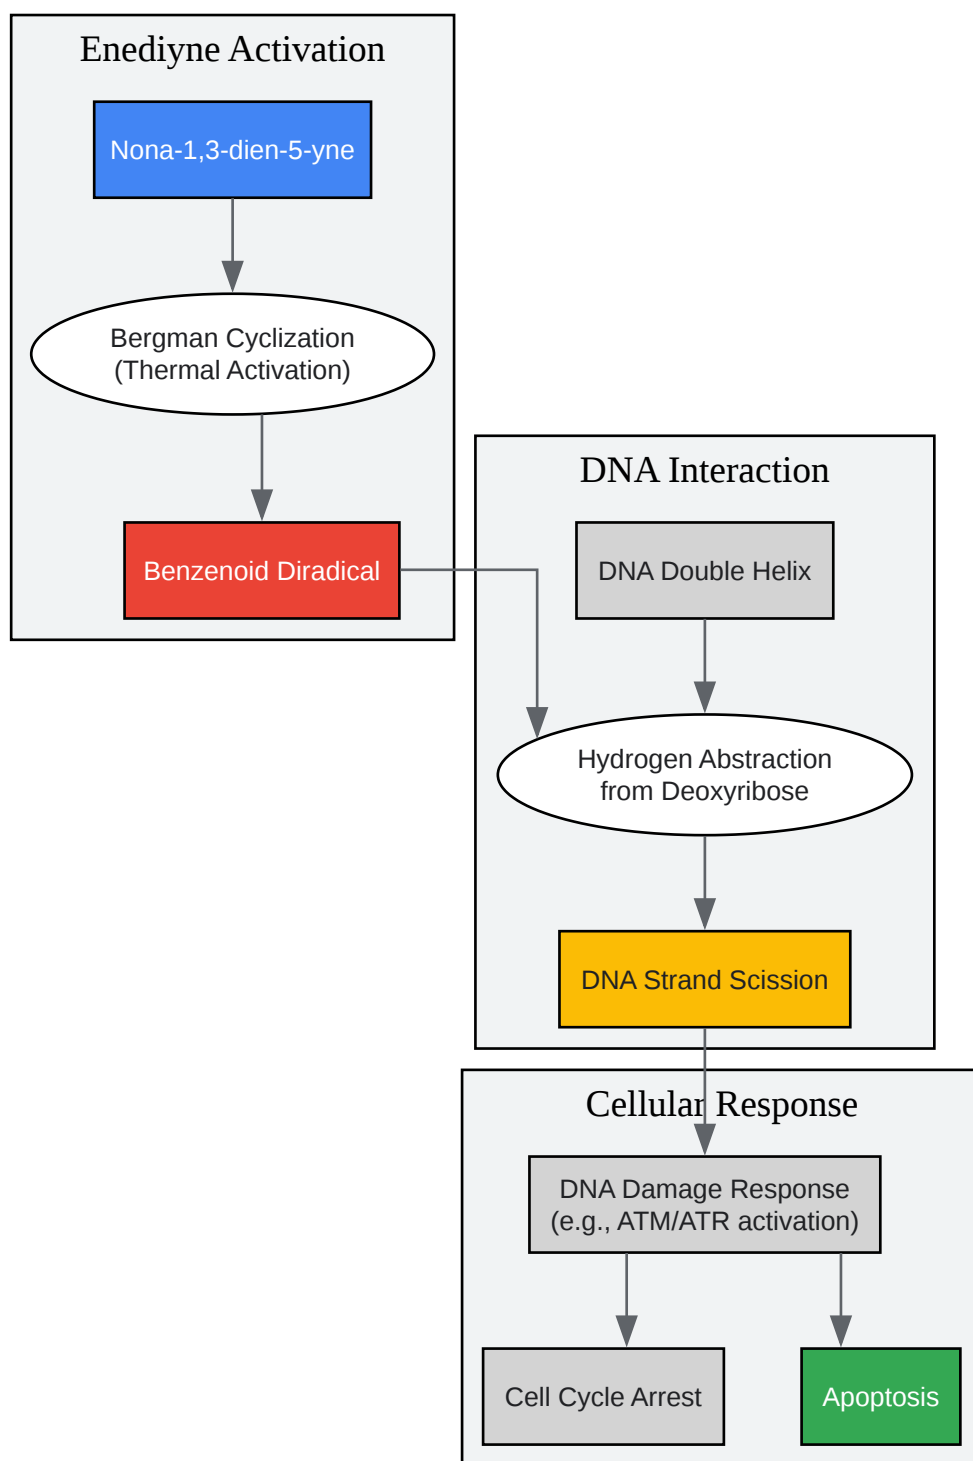 Enediyne Activation
Nona-1,3-dien-5-yne
Bergman Cyclization
(Thermal Activation)
Benzenoid Diradical
DNA Interaction
DNA Double Helix
Hydrogen Abstraction
from Deoxyribose
DNA Strand Scission
Cellular Response
DNA Damage Response
(e.g., ATM/ATR activation)
Cell Cycle Arrest
Apoptosis